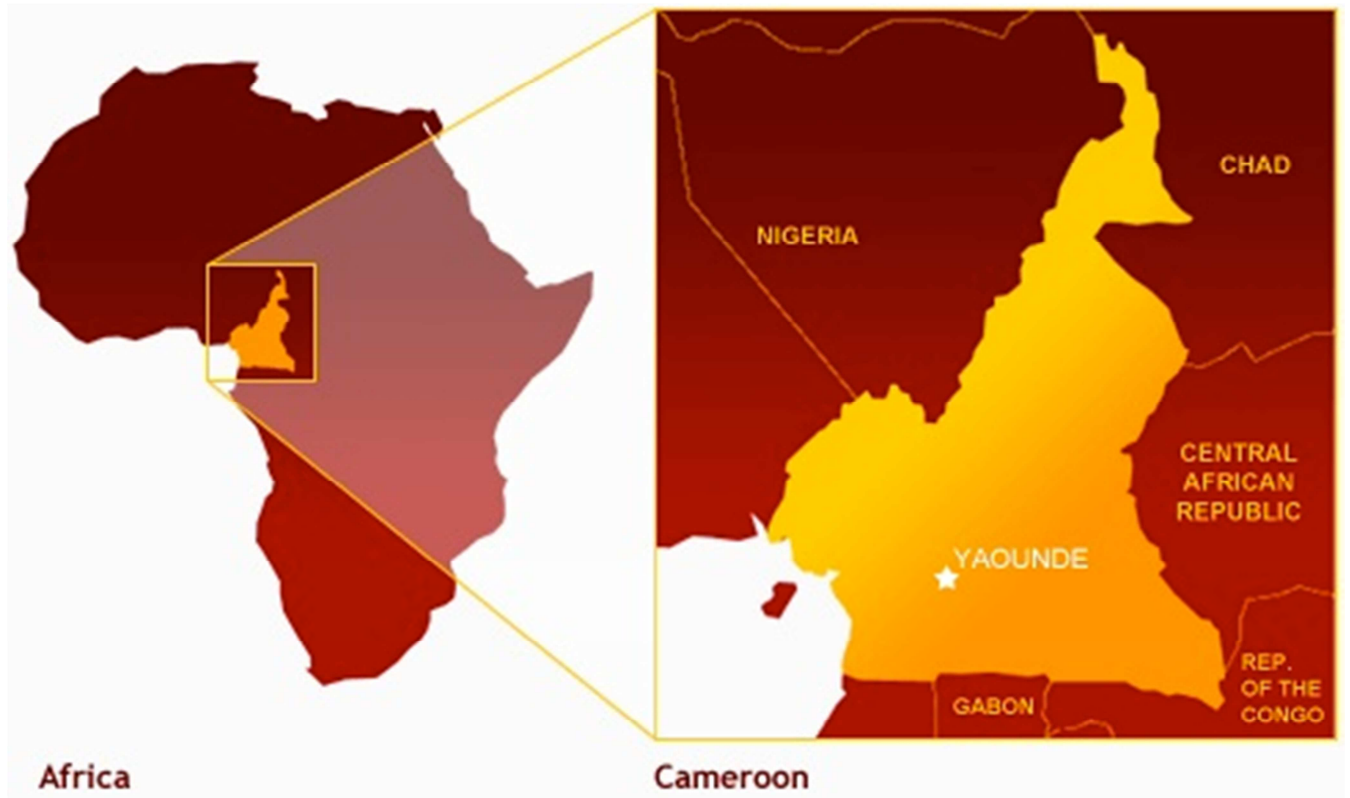 CHAD
NIGERIA
CENTRAL
AFRICAN
REPUBLIC
YAOUNDE
REP.
OF THE
CONGO
GABON
Africa
Cameroon